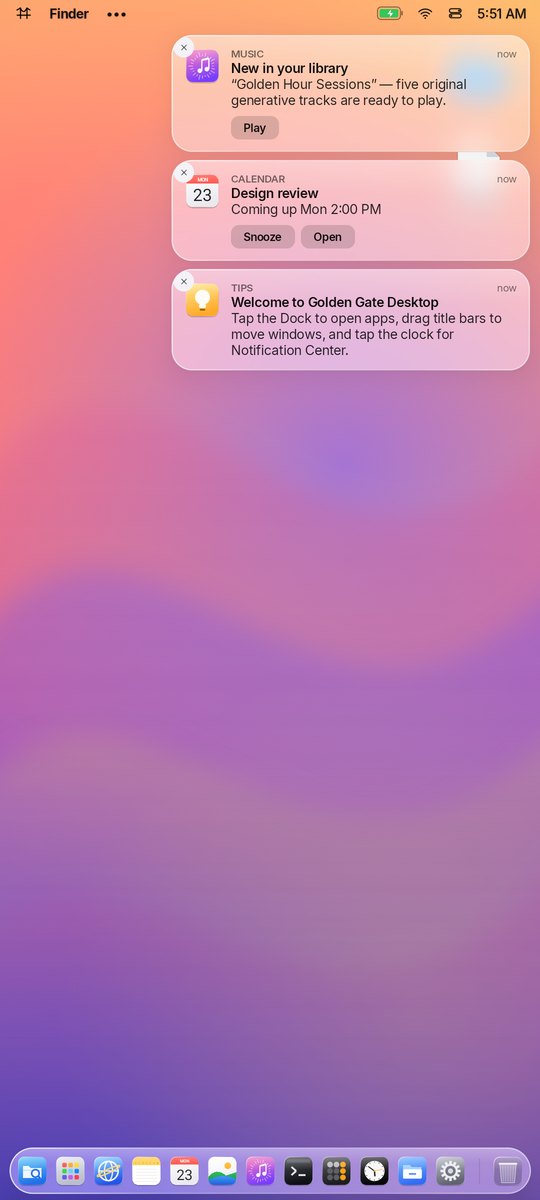 Finder ••• 5:51 AM
MUSIC now
New in your library
“Golden Hour Sessions” — five original
generative tracks are ready to play.
Play
MON
23
CALENDAR now
Design review
Coming up Mon 2:00 PM
Snooze Open
TIPS now
Welcome to Golden Gate Desktop
Tap the Dock to open apps, drag title bars to
move windows, and tap the clock for
Notification Center.
MON
23